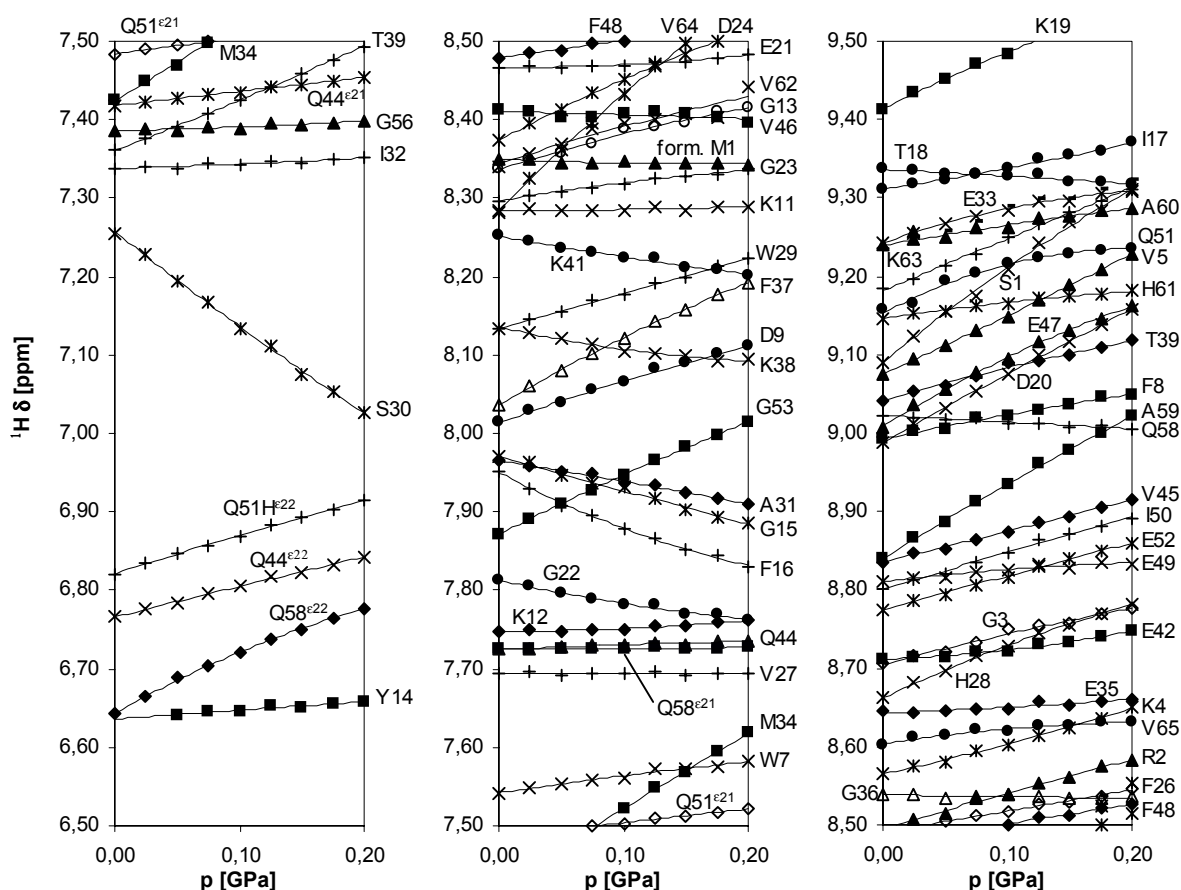 ¹H δ [ppm]
7,50
7,40
7,30
7,20
7,10
7,00
6,90
6,80
6,70
6,60
6,50
Q51ε21
M34
T39
Q44ε21
G56
I32
S30
Q51Hε22
Q44ε22
Q58ε22
Y14
0,00 0,10 0,20
p [GPa]
8,50
8,40
8,30
8,20
8,10
8,00
7,90
7,80
7,70
7,60
7,50
F48
V64
D24
E21
V62
G13
V46
form. M1
G23
K11
K41
W29
F37
D9
K38
G53
A31
G15
F16
G22
K12
Q44
V27
Q58ε21
M34
W7
Q51ε21
0,00 0,10 0,20
p [GPa]
9,50
9,40
9,30
9,20
9,10
9,00
8,90
8,80
8,70
8,60
8,50
K19
T18
I17
E33
A60
K63
Q51
S1
V5
H61
E47
T39
D20
F8
A59
Q58
V45
I50
E52
E49
G3
E42
H28
E35
K4
V65
R2
G36
F26
F48
0,00 0,10 0,20
p [GPa]